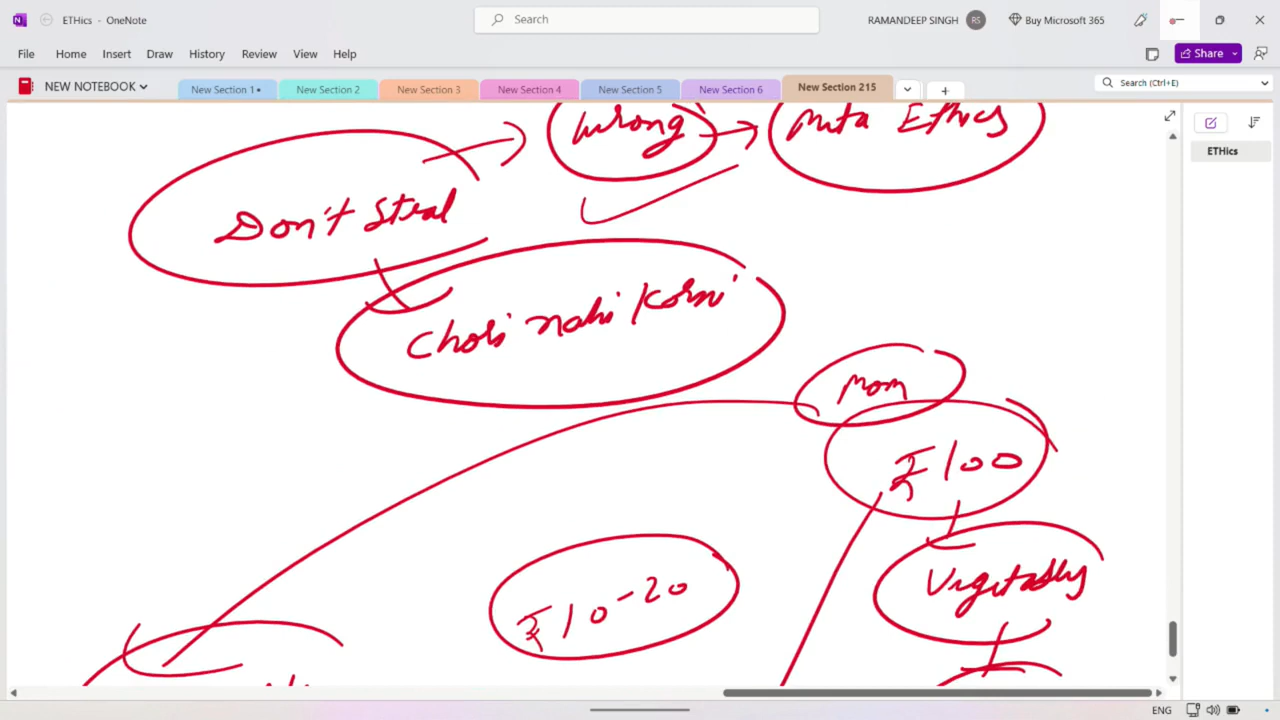 ETHics - OneNote
Search
RAMANDEEP SINGH
RS
Buy Microsoft 365
File Home Insert Draw History Review View Help
Share
NEW NOTEBOOK
New Section 1
New Section 2
New Section 3
New Section 4
New Section 5
New Section 6
New Section 215
+
Search (Ctrl+E)
ETHics
Wrong
Meta Ethics
Don't Steal
Chori nahi Karni
Mom
₹100
₹10-20
Vegetables
ENG